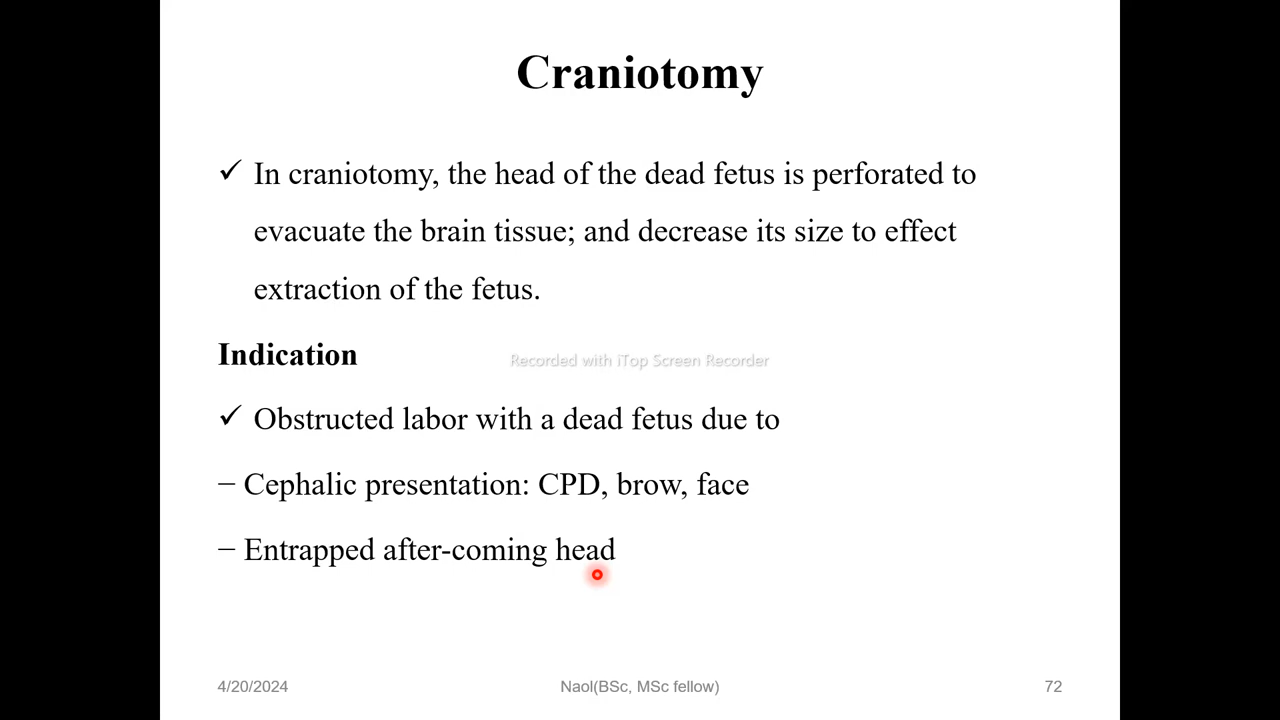 Craniotomy
✓ In craniotomy, the head of the dead fetus is perforated to
evacuate the brain tissue; and decrease its size to effect
extraction of the fetus.
Indication
Recorded with iTop Screen Recorder
✓ Obstructed labor with a dead fetus due to
− Cephalic presentation: CPD, brow, face
− Entrapped after-coming head
4/20/2024
Naol(BSc, MSc fellow)
72